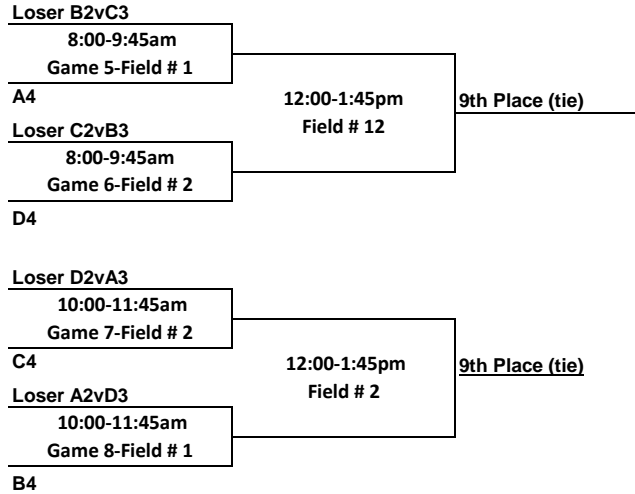 Loser B2vC3
8:00-9:45am
Game 5-Field # 1
A4
12:00-1:45pm
Field # 12
9th Place (tie)
Loser C2vB3
8:00-9:45am
Game 6-Field # 2
D4
Loser D2vA3
10:00-11:45am
Game 7-Field # 2
C4
12:00-1:45pm
Field # 2
9th Place (tie)
Loser A2vD3
10:00-11:45am
Game 8-Field # 1
B4